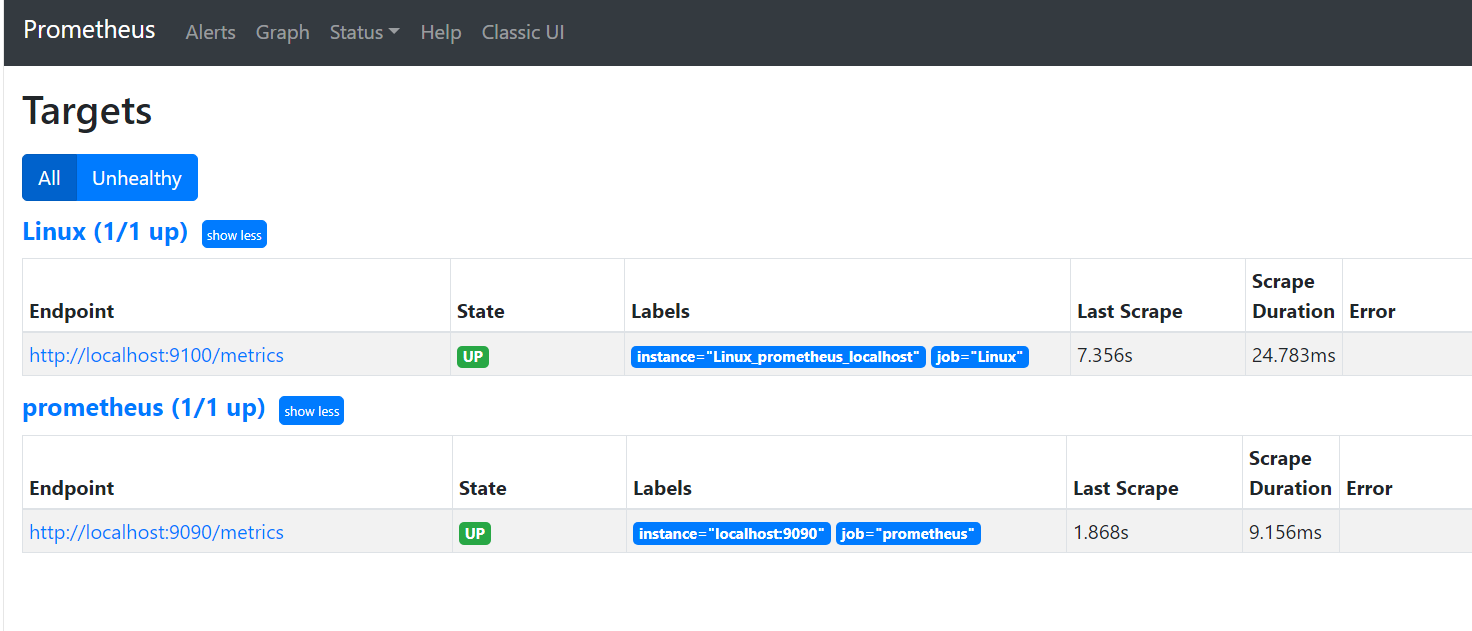 Prometheus Alerts Graph Status Help Classic UI
Targets
All Unhealthy
Linux (1/1 up) show less
Endpoint State Labels Last Scrape Scrape Duration Error
http://localhost:9100/metrics UP instance="Linux_prometheus_localhost" job="Linux" 7.356s 24.783ms
prometheus (1/1 up) show less
Endpoint State Labels Last Scrape Scrape Duration Error
http://localhost:9090/metrics UP instance="localhost:9090" job="prometheus" 1.868s 9.156ms